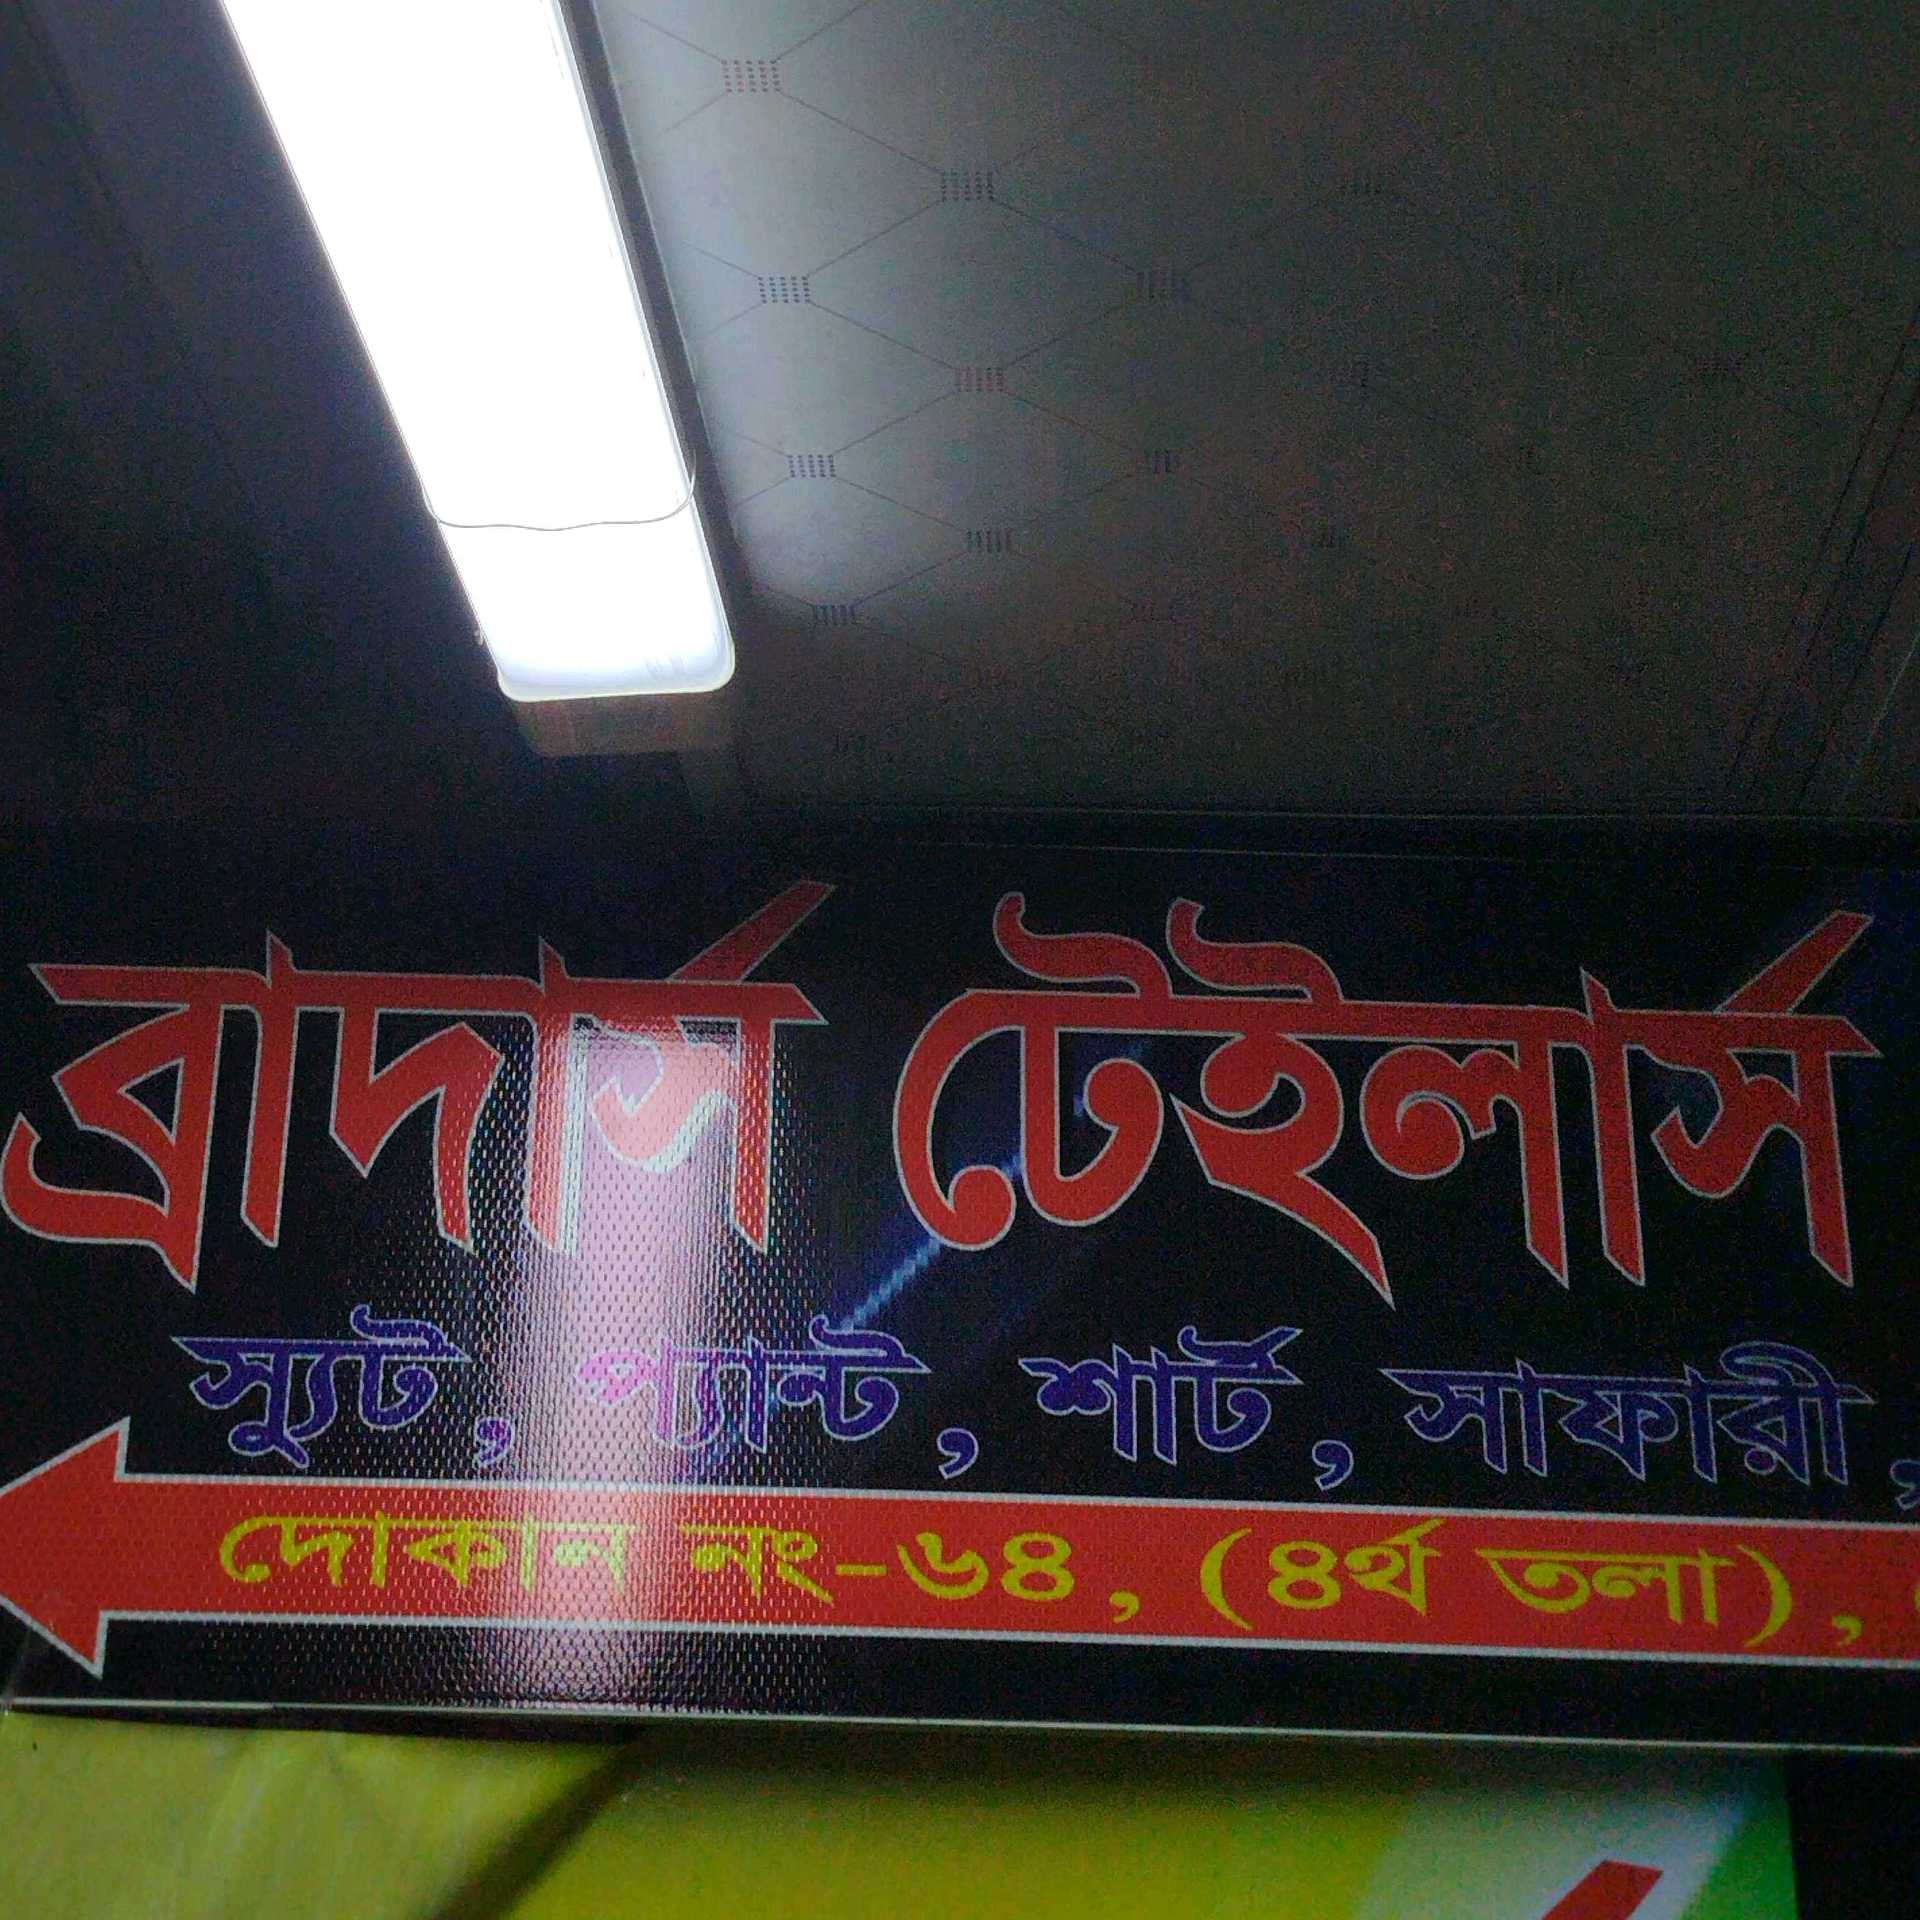 ব্রাদার্স টেইলার্স
স্যুট, প্যান্ট, শার্ট, সাফারী,
দোকান নং-৬৪, (৪র্থ তলা),